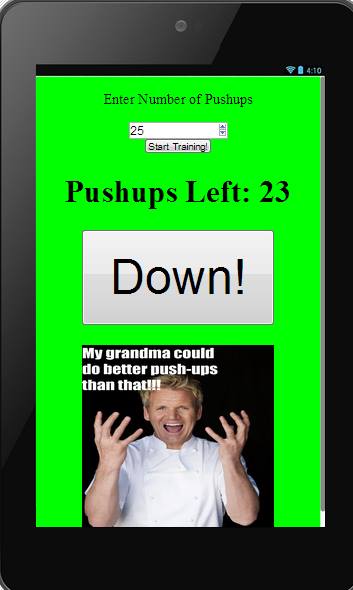 4:10
Enter Number of Pushups
25
Start Training!
Pushups Left: 23
Down!
My grandma could
do better push-ups
than that!!!